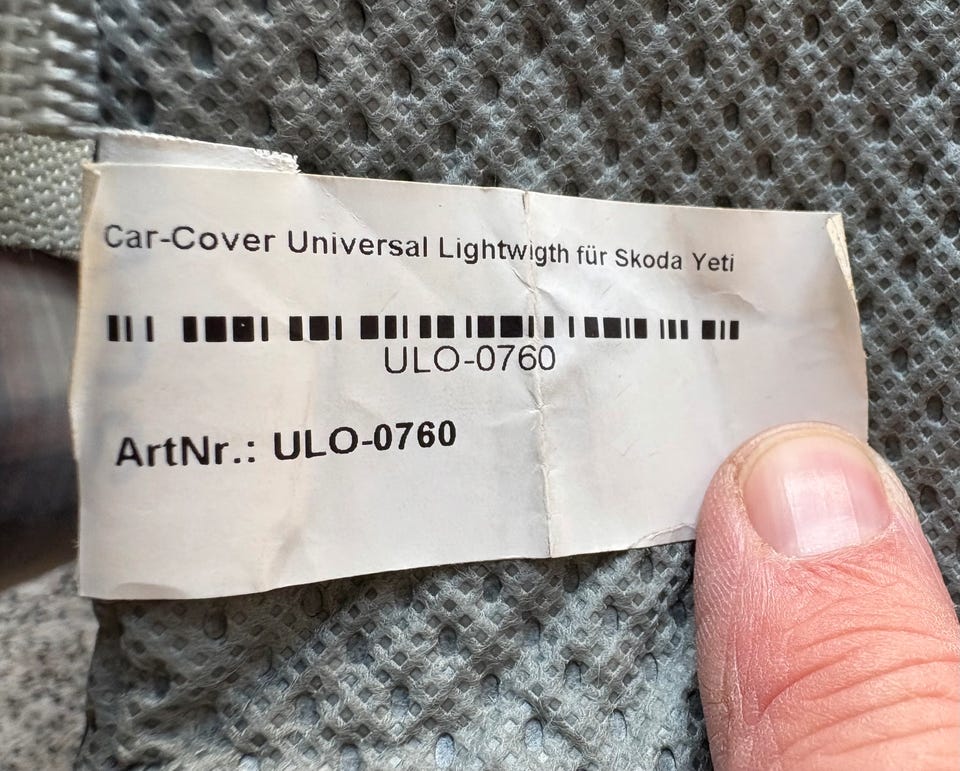 Car-Cover Universal Lightwigth für Skoda Yeti
ULO-0760
ArtNr.: ULO-0760